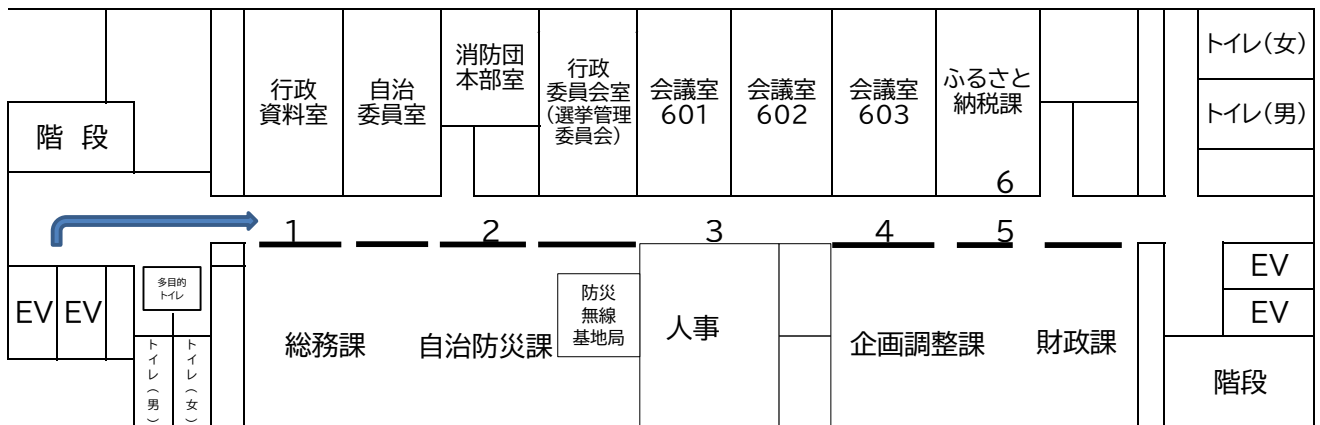 階 段
行政
資料室
自治
委員室
消防団
本部室
行政
委員会室
(選挙管理
委員会)
会議室
601
会議室
602
会議室
603
ふるさと
納税課
トイレ(女)
トイレ(男)
1
2
3
4
5
6
EV
EV
多目的
トイレ
トイレ(男)
トイレ(女)
総務課
自治防災課
防災
無線
基地局
人事
企画調整課
財政課
EV
EV
階段